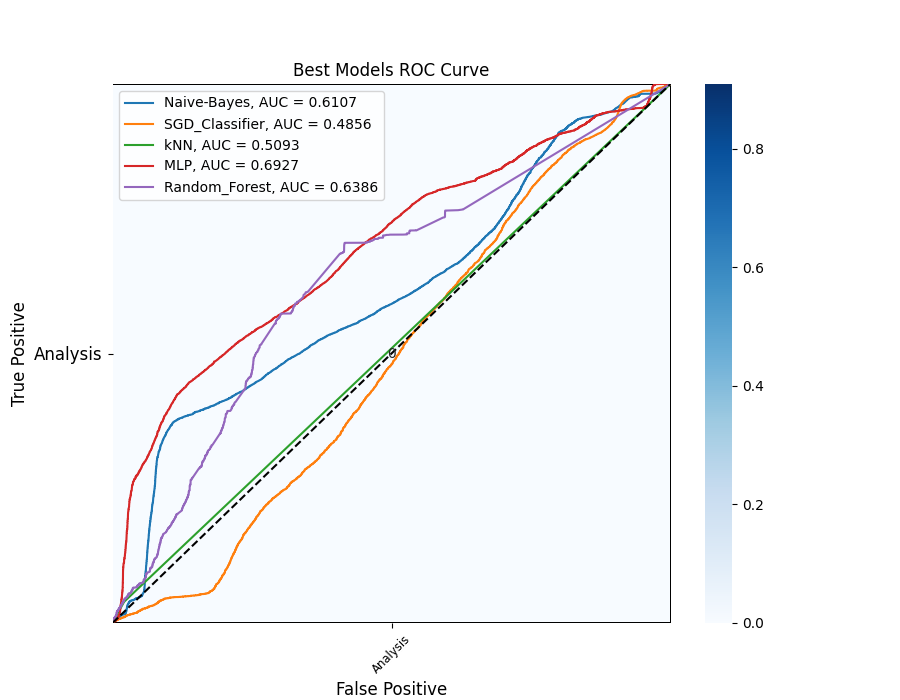 Best Models ROC Curve
Naive-Bayes, AUC = 0.6107
SGD_Classifier, AUC = 0.4856
kNN, AUC = 0.5093
MLP, AUC = 0.6927
Random_Forest, AUC = 0.6386
True Positive
Analysis
Analysis
False Positive
0.8
0.6
0.4
0.2
0.0